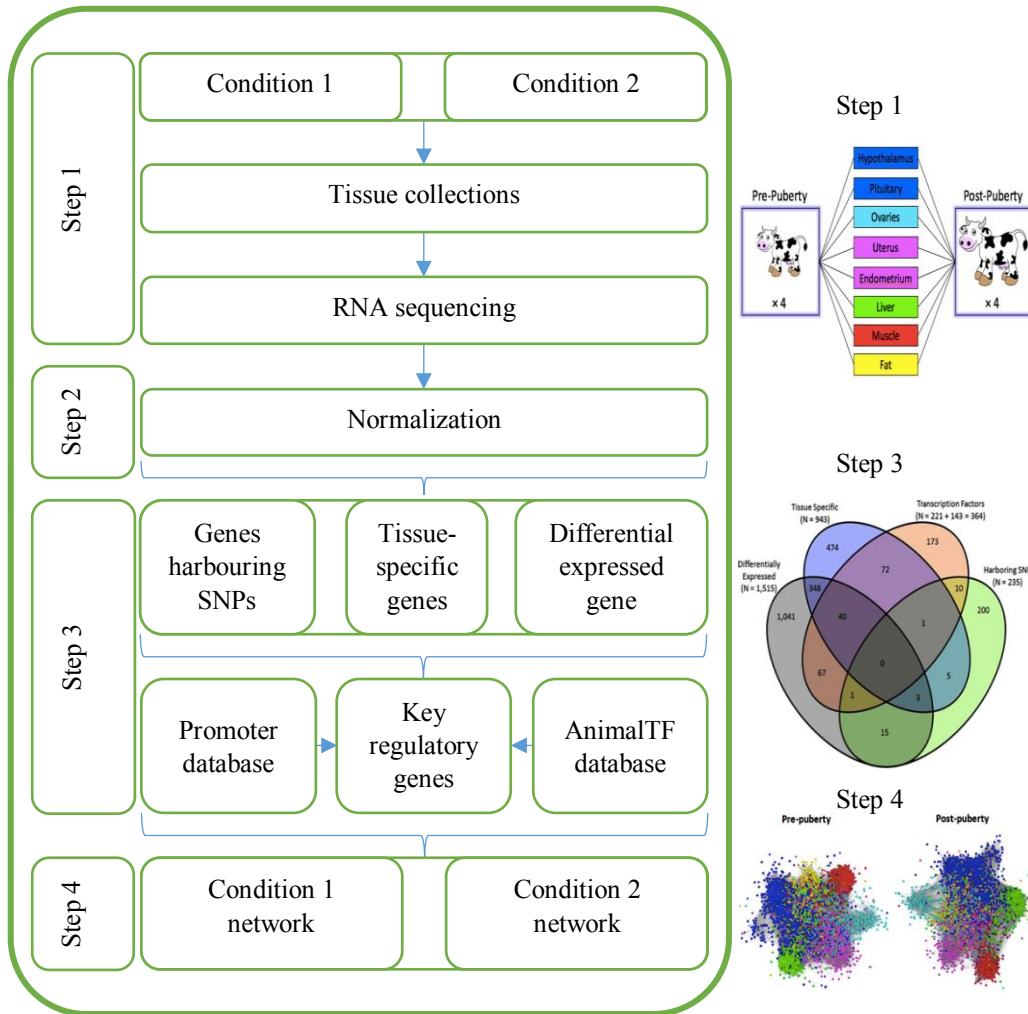 Step 1
Condition 1
Condition 2
Tissue collections
RNA sequencing
Step 2
Normalization
Step 3
Genes
harbouring
SNPs
Tissue-
specific
genes
Differential
expressed
gene
Promoter
database
Key
regulatory
genes
AnimalTF
database
Step 4
Condition 1
network
Condition 2
network
Step 1
Pre-Puberty
x 4
Hypothalamus
Pituitary
Ovaries
Uterus
Endometrium
Liver
Muscle
Fat
Post-Puberty
x 4
Step 3
Tissue Specific
(N = 943)
Transcription Factors
(N = 221 + 143 = 364)
Differentially
Expressed
(N = 1,515)
Harboring SN
(N = 235)
474
173
72
348
10
1,041
40
1
200
0
67
5
1
3
15
Step 4
Pre-puberty
Post-puberty